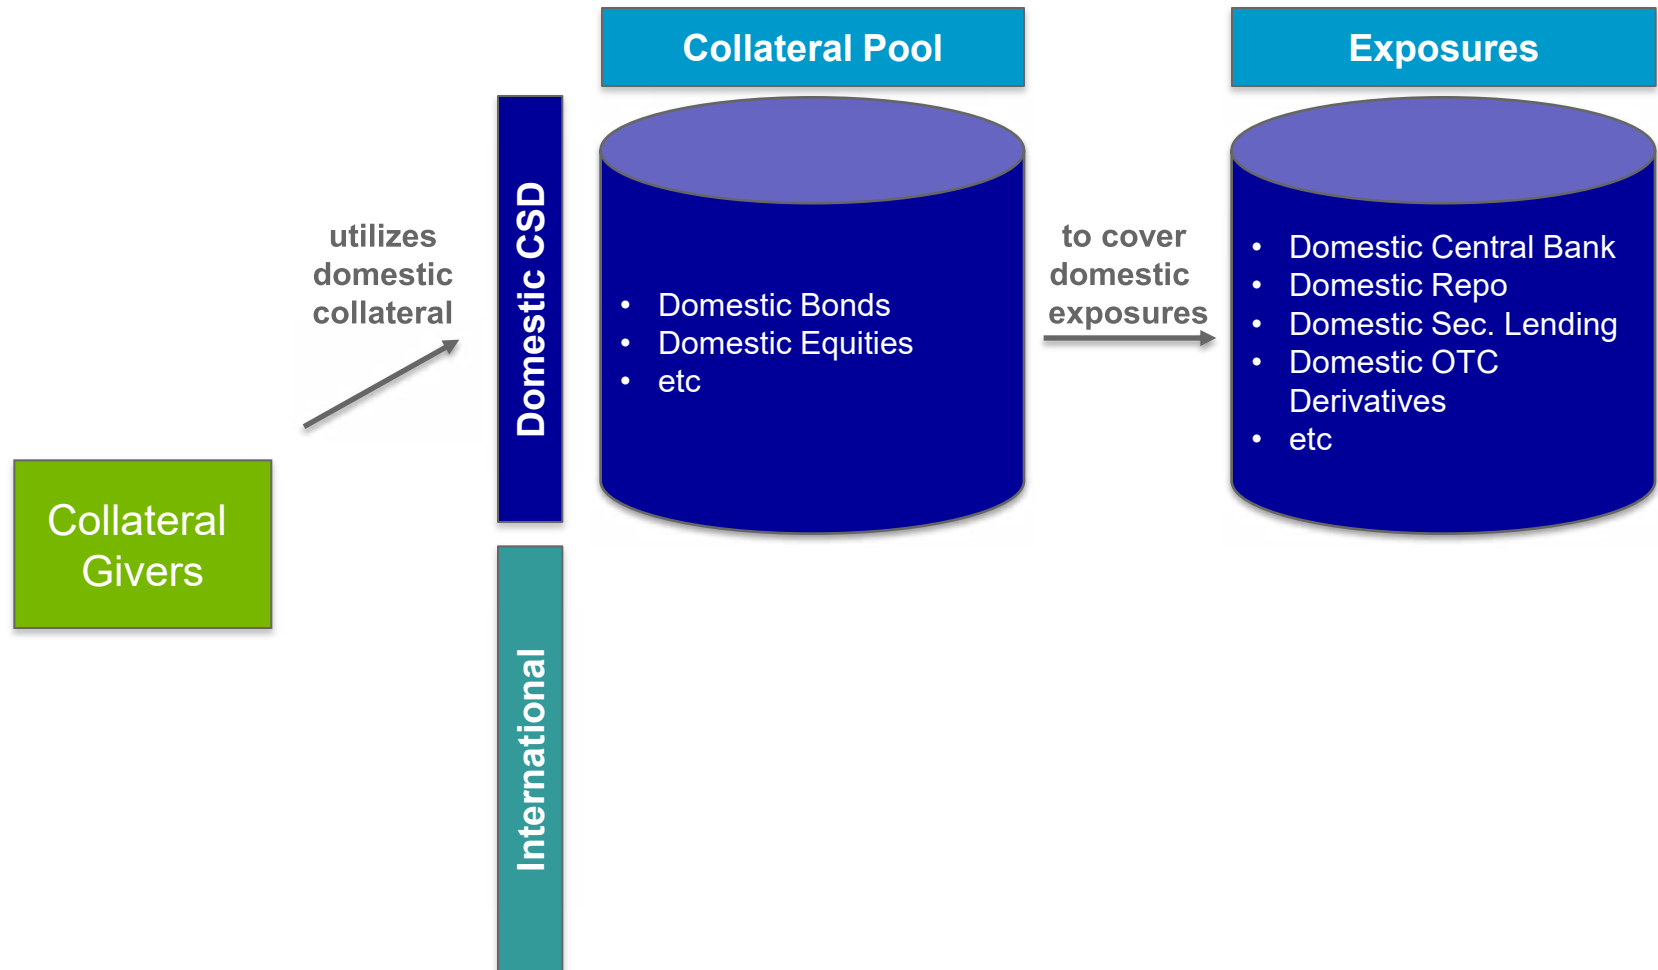 Collateral Pool
Exposures
utilizes
domestic
collateral
Domestic CSD
• Domestic Bonds
• Domestic Equities
• etc
to cover
domestic
exposures
• Domestic Central Bank
• Domestic Repo
• Domestic Sec. Lending
• Domestic OTC
Derivatives
• etc
Collateral
Givers
International